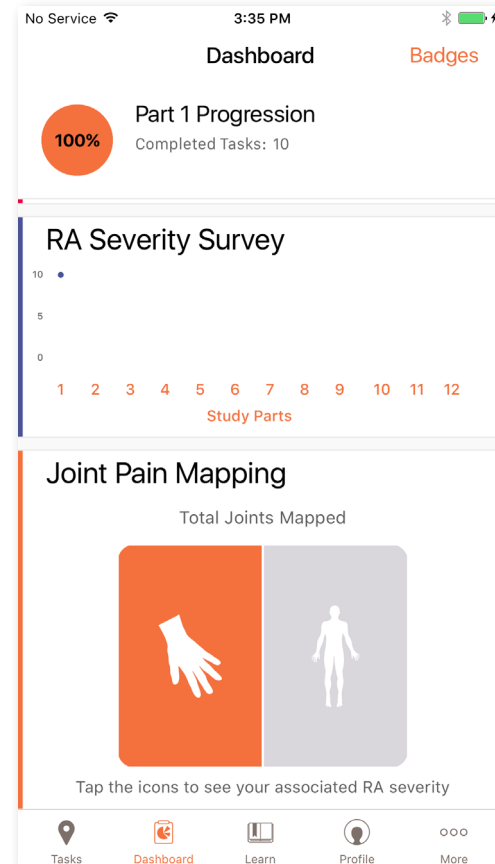 No Service 3:35 PM
Dashboard Badges
100%
Part 1 Progression
Completed Tasks: 10
RA Severity Survey
10
5
0
1 2 3 4 5 6 7 8 9 10 11 12
Study Parts
Joint Pain Mapping
Total Joints Mapped
Tap the icons to see your associated RA severity
Tasks Dashboard Learn Profile More